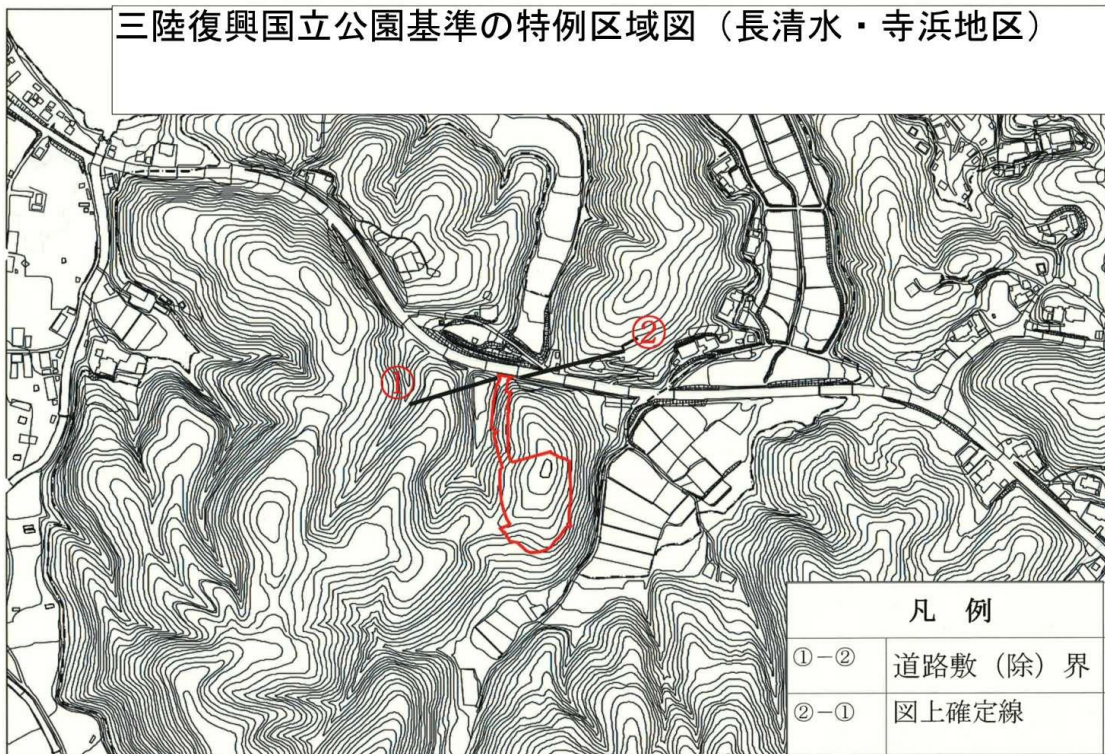 三陸復興国立公園基準の特例区域図（長清水・寺浜地区）
②
①
凡 例
①－② 道路敷（除）界
②－① 図上確定線